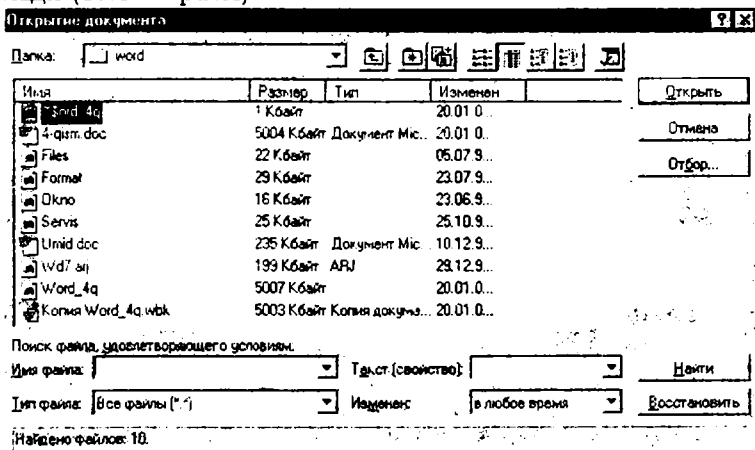 Открытие документа
Папка: word
Имя Размер Тип Изменен
~$ord_4q 1 Кбайт 20.01.0...
4-qism.doc 5004 Кбайт Документ Mic... 20.01.0...
Files 22 Кбайт 05.07.9...
Format 29 Кбайт 23.07.9...
Okno 16 Кбайт 23.06.9...
Servis 25 Кбайт 25.10.9...
Umid.doc 235 Кбайт Документ Mic... 10.12.9...
Wd7.arj 199 Кбайт ARJ 29.12.9...
Word_4q 5007 Кбайт 20.01.0...
Копия Word_4q.wbk 5003 Кбайт Копия докуме... 20.01.0...
Открыть
Отмена
Отбор...
Поиск файла, удовлетворяющего условиям:
Имя файла: Текст (свойство): Найти
Тип файла: Все файлы (*.*) Изменен: в любое время Восстановить
Найдено файлов: 10.